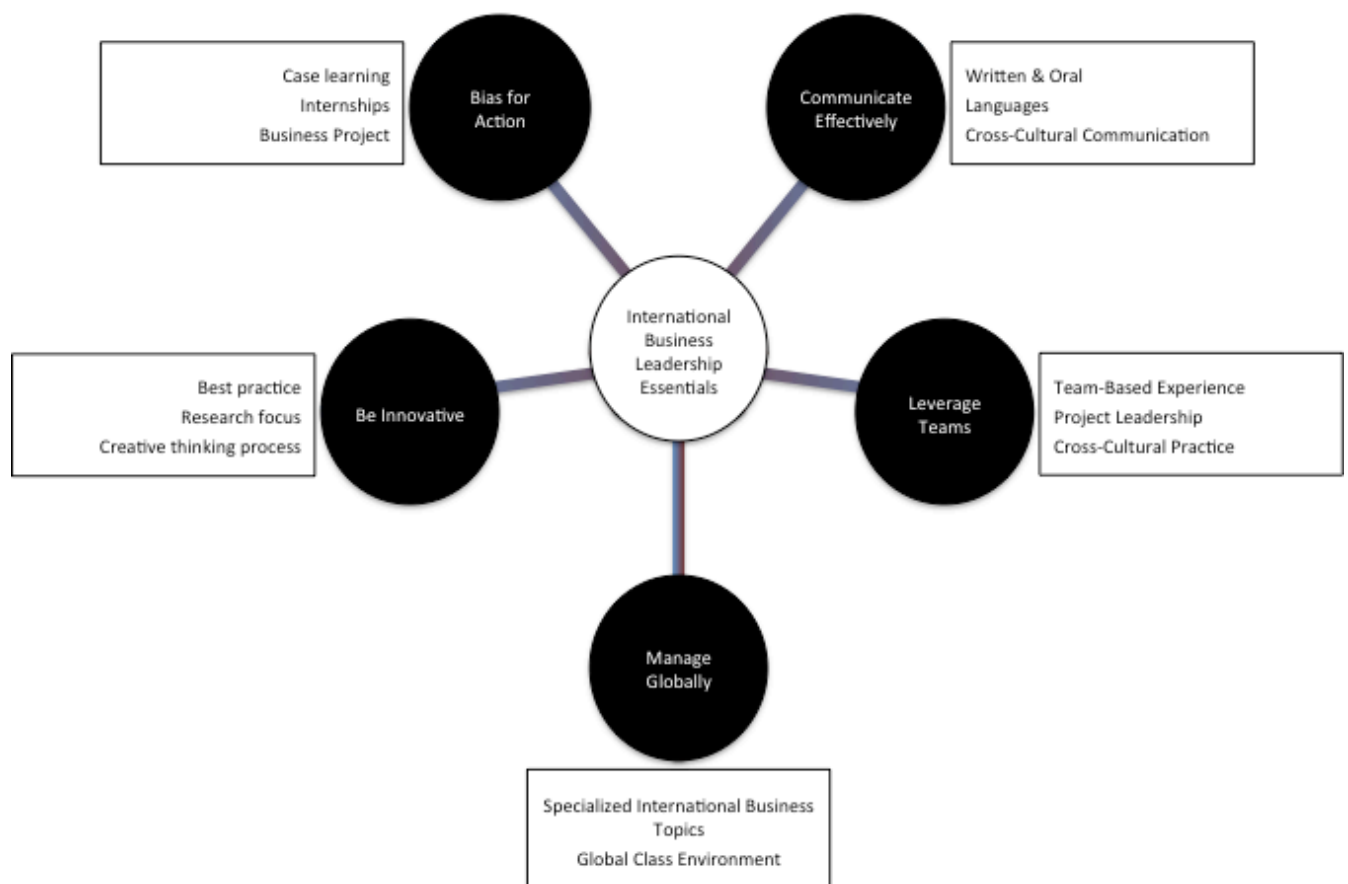 Case learning
Internships
Business Project
Bias for
Action
Communicate
Effectively
Written & Oral
Languages
Cross-Cultural Communication
International
Business
Leadership
Essentials
Best practice
Research focus
Creative thinking process
Be Innovative
Leverage
Teams
Team-Based Experience
Project Leadership
Cross-Cultural Practice
Manage
Globally
Specialized International Business
Topics
Global Class Environment